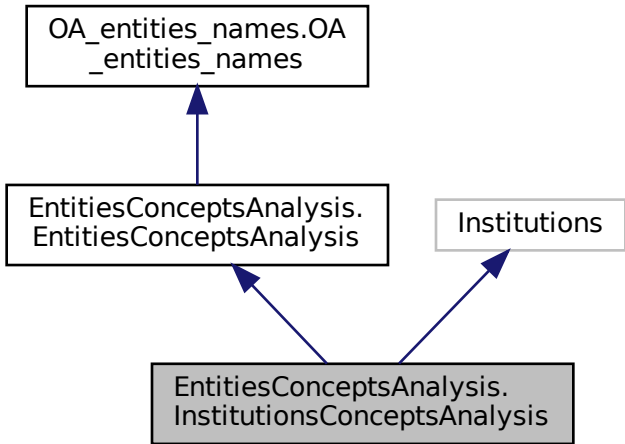 OA_entities_names.OA
_entities_names
EntitiesConceptsAnalysis.
EntitiesConceptsAnalysis
Institutions
EntitiesConceptsAnalysis.
InstitutionsConceptsAnalysis